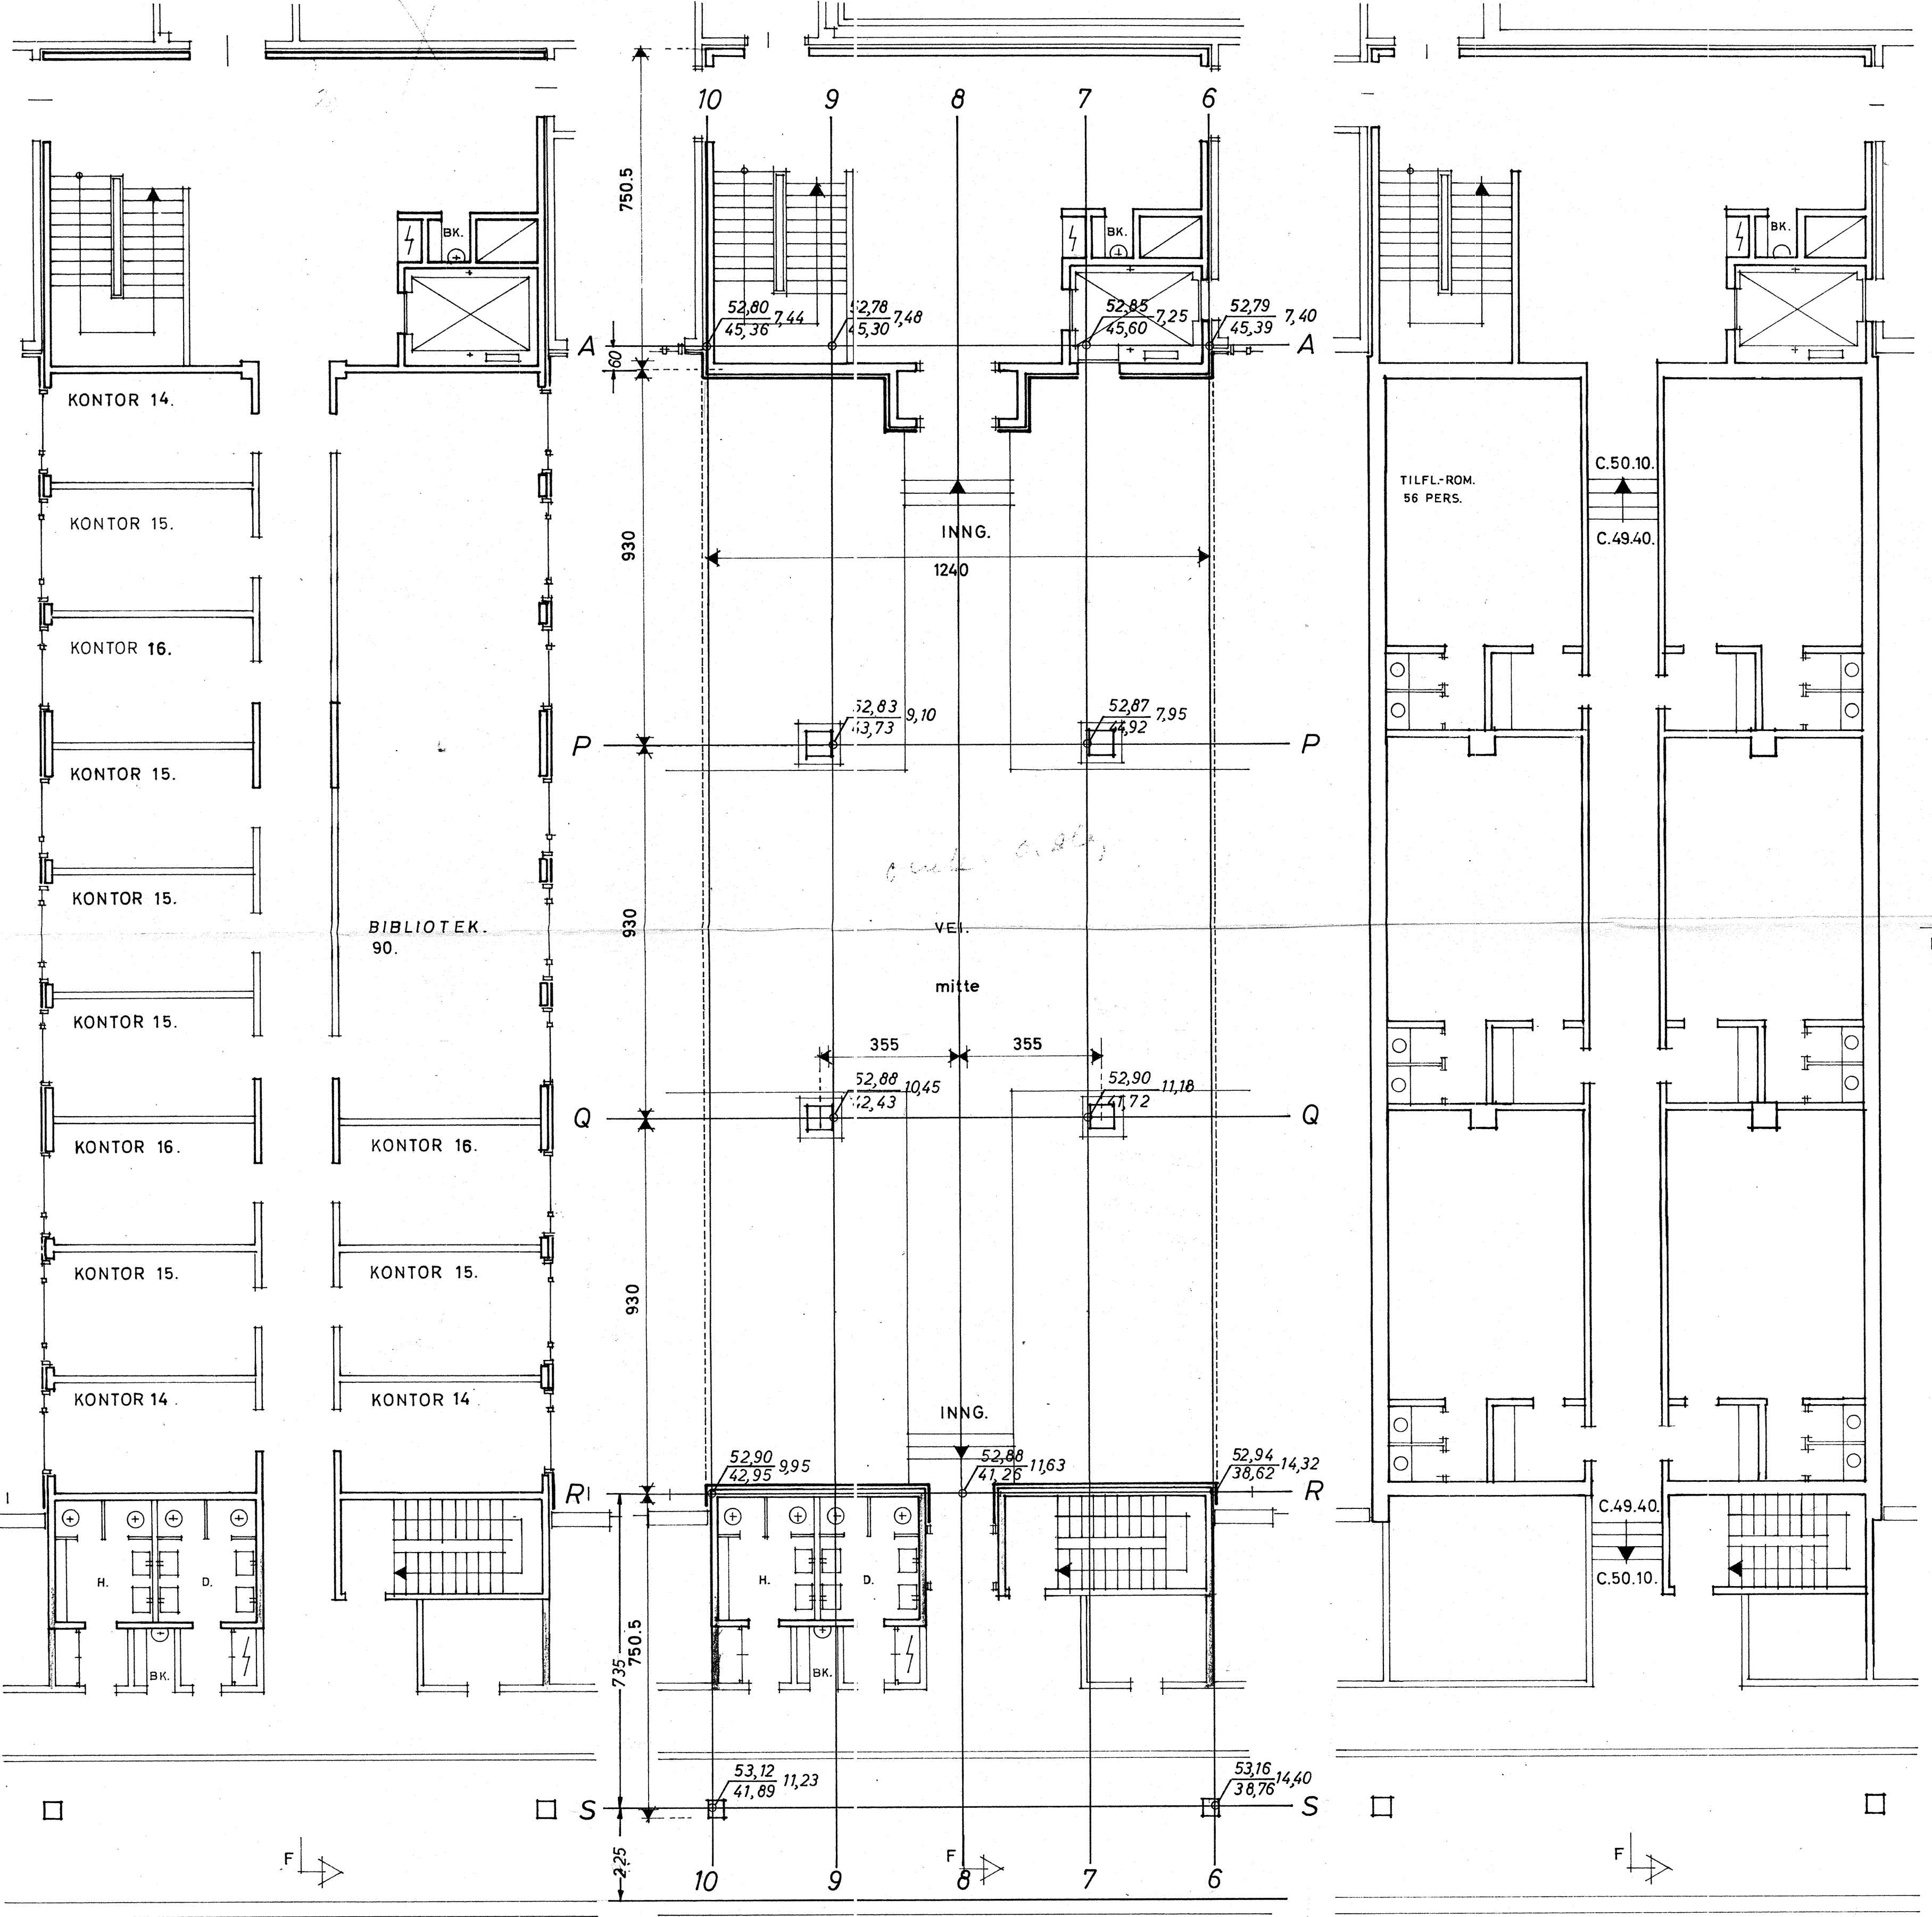 10 9 8 7 6
750.5
BK.
BK.
BK.
52,80
45,36 7,44
52,78
45,30 7,48
52,85
45,60 7,25
52,79
45,39 7,40
A A
60
KONTOR 14.
KONTOR 15.
KONTOR 16.
KONTOR 15.
KONTOR 15.
KONTOR 15.
KONTOR 16.
KONTOR 15.
KONTOR 14.
BIBLIOTEK.
90.
KONTOR 16.
KONTOR 15.
KONTOR 14
930
INNG.
1240
P P
52,83
43,73 9,10
52,87
44,92 7,95
930
VEI.
mitte
355 355
Q Q
52,88
42,43 10,45
52,90
41,72 11,18
930
INNG.
R R
52,90
42,95 9,95
52,88
41,26 11,63
52,94
38,62 14,32
H. D.
BK.
H. D.
BK.
735
750.5
S S
53,12
41,89 11,23
53,16
38,76 14,40
2,25
F
F
10 9 8 7 6
TILFL.-ROM.
56 PERS.
C.50.10.
C.49.40.
C.49.40.
C.50.10.
F